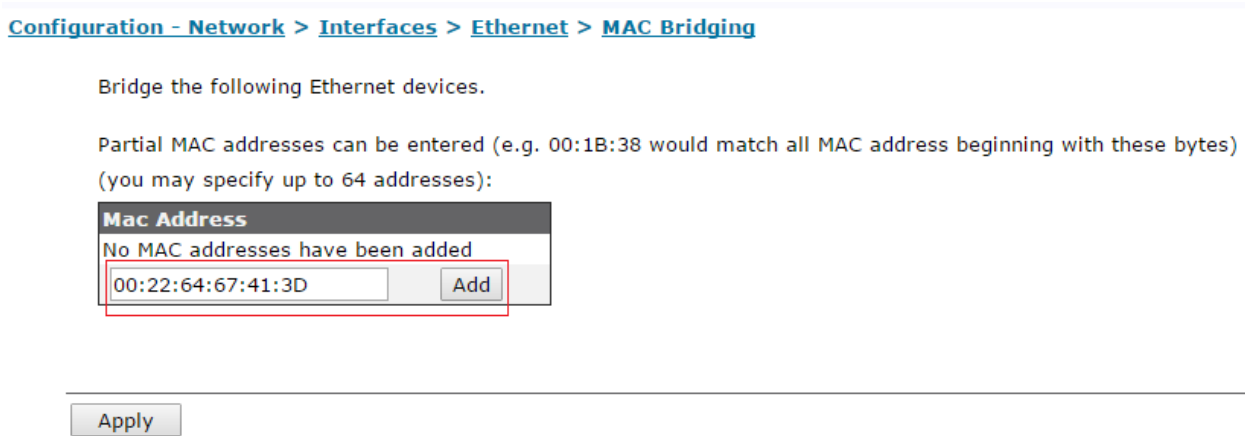 Configuration - Network > Interfaces > Ethernet > MAC Bridging
Bridge the following Ethernet devices.
Partial MAC addresses can be entered (e.g. 00:1B:38 would match all MAC address beginning with these bytes)
(you may specify up to 64 addresses):
Mac Address
No MAC addresses have been added
00:22:64:67:41:3D Add
Apply